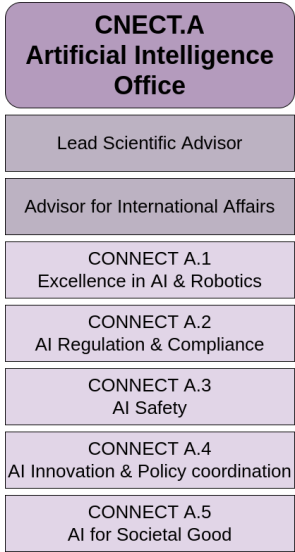 CNECT.A
Artificial Intelligence
Office
Lead Scientific Advisor
Advisor for International Affairs
CONNECT A.1
Excellence in AI & Robotics
CONNECT A.2
AI Regulation & Compliance
CONNECT A.3
AI Safety
CONNECT A.4
AI Innovation & Policy coordination
CONNECT A.5
AI for Societal Good